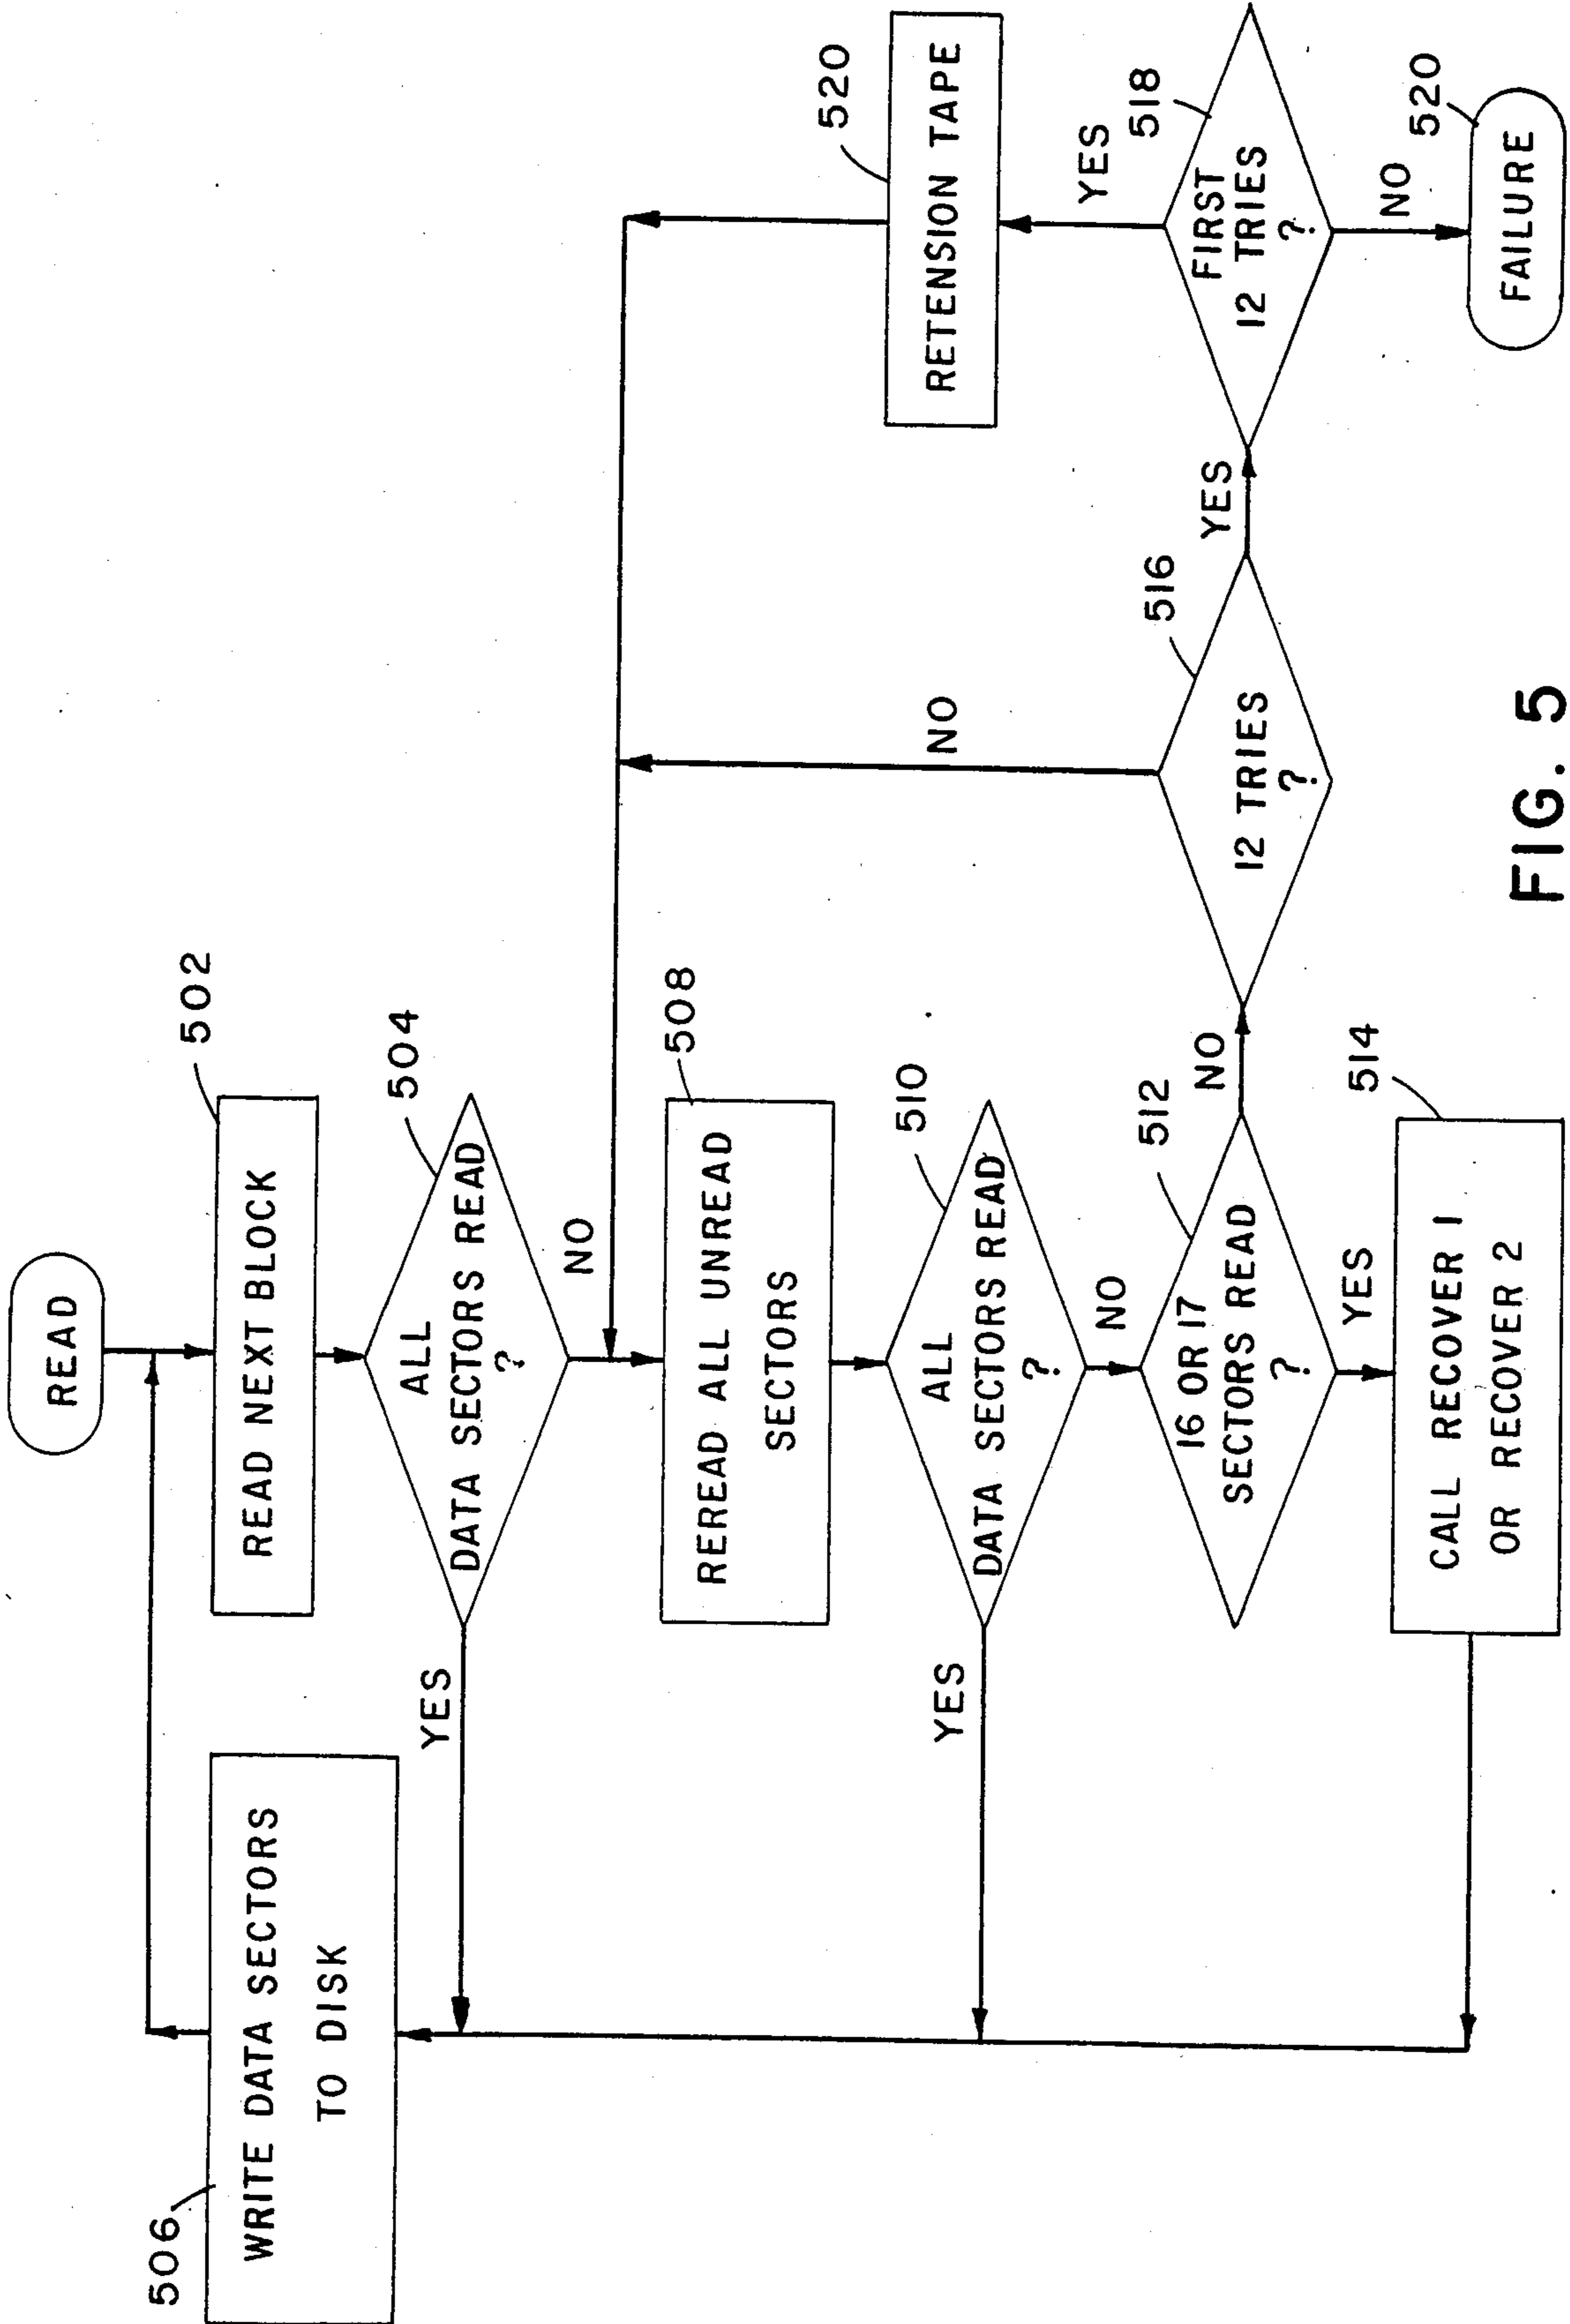 READ
502
READ NEXT BLOCK
504
ALL
DATA SECTORS READ
?
YES
NO
506
WRITE DATA SECTORS
TO DISK
508
REREAD ALL UNREAD
SECTORS
510
ALL
DATA SECTORS READ
?
YES
NO
512
16 OR 17
SECTORS READ
?
NO
YES
514
CALL RECOVER 1
OR RECOVER 2
516
12 TRIES
?
NO
YES
518
FIRST
12 TRIES
?
YES
NO
520
RETENSION TAPE
520
FAILURE
FIG. 5